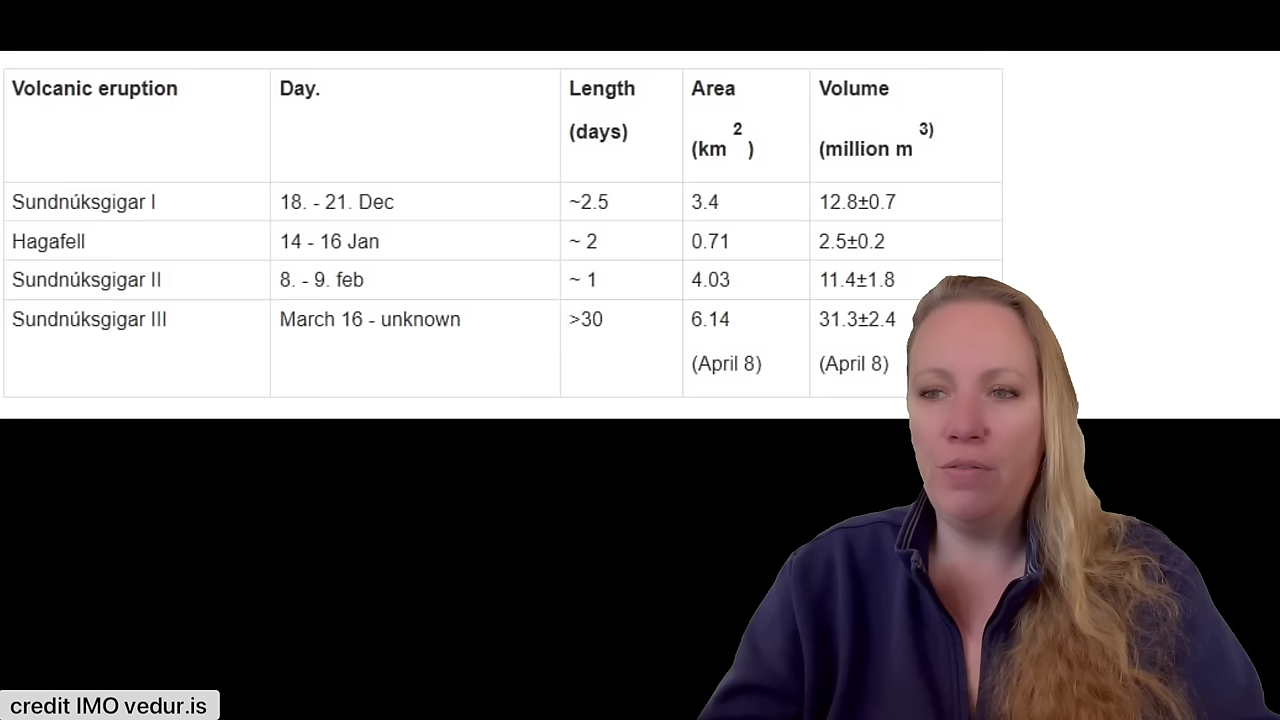 Volcanic eruption Day. Length (days) Area (km 2 ) Volume (million m 3)
Sundnúksgigar I 18. - 21. Dec ~2.5 3.4 12.8±0.7
Hagafell 14 - 16 Jan ~ 2 0.71 2.5±0.2
Sundnúksgigar II 8. - 9. feb ~ 1 4.03 11.4±1.8
Sundnúksgigar III March 16 - unknown >30 6.14 31.3±2.4
(April 8) (April 8)
credit IMO vedur.is